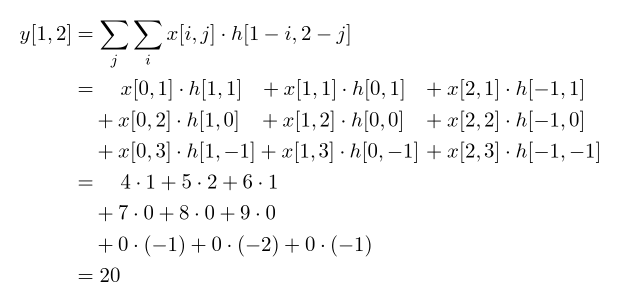 y[1,2] = ∑_j ∑_i x[i,j] · h[1 − i, 2 − j]
= x[0,1] · h[1,1] + x[1,1] · h[0,1] + x[2,1] · h[−1,1]
+ x[0,2] · h[1,0] + x[1,2] · h[0,0] + x[2,2] · h[−1,0]
+ x[0,3] · h[1,−1] + x[1,3] · h[0,−1] + x[2,3] · h[−1,−1]
= 4 · 1 + 5 · 2 + 6 · 1
+ 7 · 0 + 8 · 0 + 9 · 0
+ 0 · (−1) + 0 · (−2) + 0 · (−1)
= 20